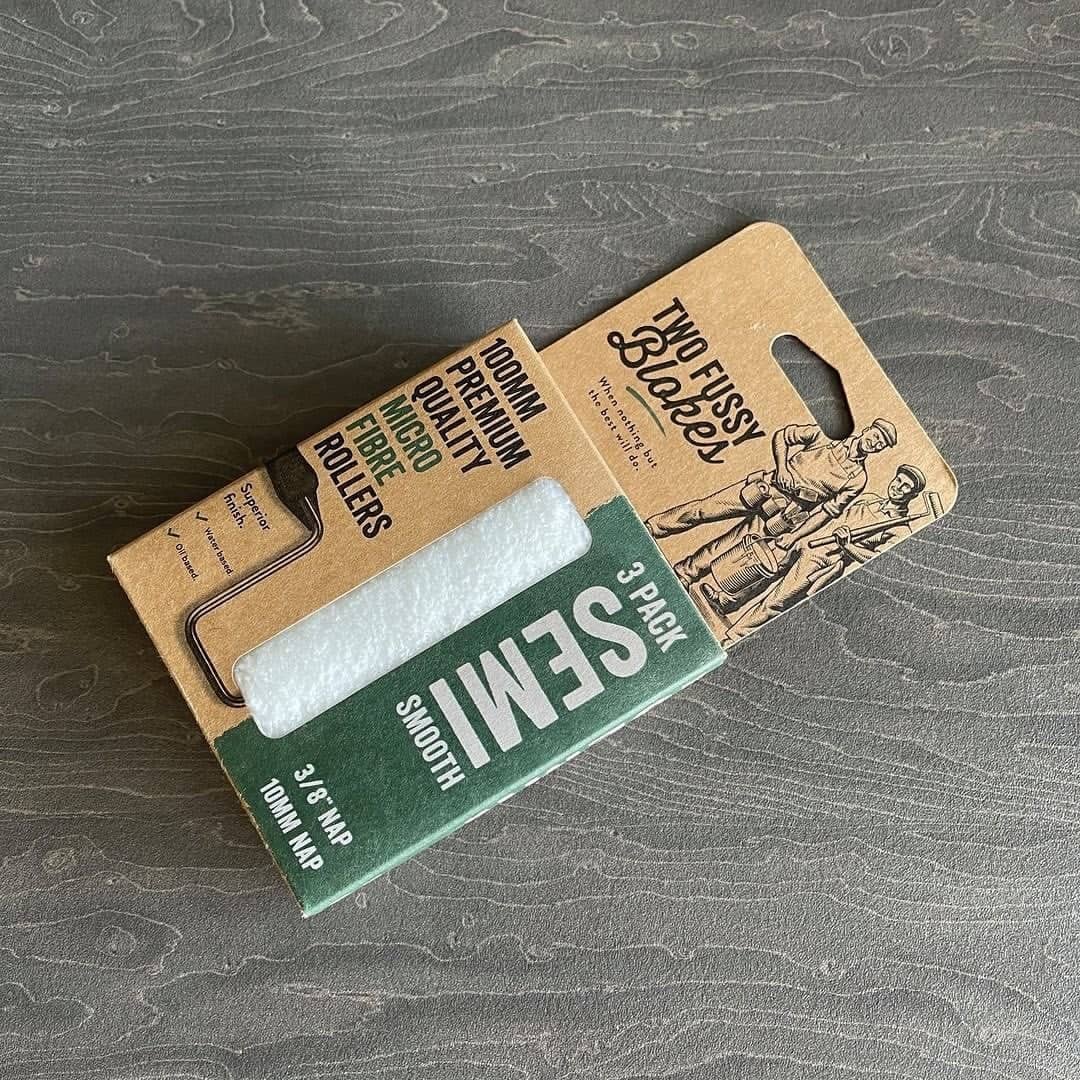 TWO FUSSY
Blokes
When nothing but
the best will do.
100MM
PREMIUM
QUALITY
MICRO
FIBRE
ROLLERS
Superior
finish.
✓ Water based.
✓ Oil based.
3 PACK
SEMI
SMOOTH
3/8" NAP
10MM NAP